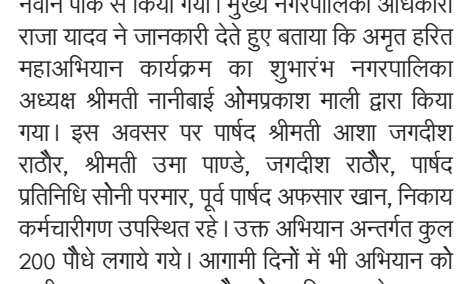 नवीन पार्क से किया गया। मुख्य नगरपालिका अधिकारी
राजा यादव ने जानकारी देते हुए बताया कि अमृत हरित
महाअभियान कार्यक्रम का शुभारंभ नगरपालिका
अध्यक्ष श्रीमती नानीबाई ओमप्रकाश माली द्वारा किया
गया। इस अवसर पर पार्षद श्रीमती आशा जगदीश
राठौर, श्रीमती उमा पाण्डे, जगदीश राठौर, पार्षद
प्रतिनिधि सोनी परमार, पूर्व पार्षद अफसार खान, निकाय
कर्मचारीगण उपस्थित रहे। उक्त अभियान अन्तर्गत कुल
200 पौधे लगाये गये। आगामी दिनों में भी अभियान को